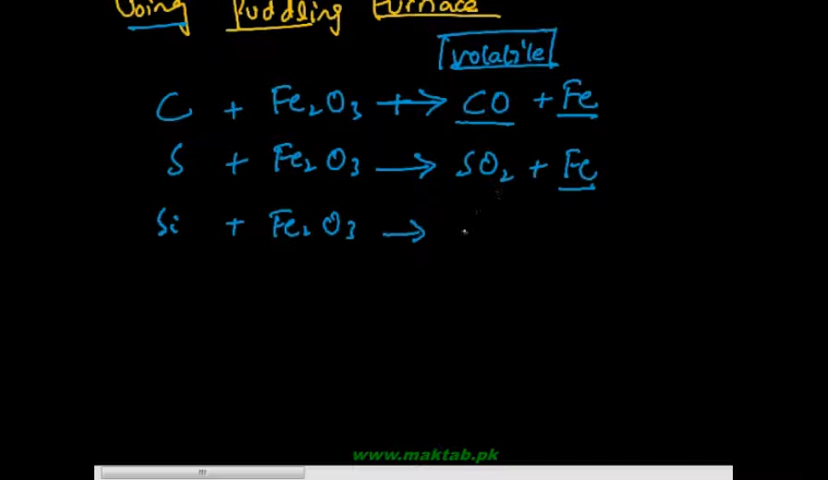 Using Puddling Furnace
volatile
C + Fe₂O₃ → CO + Fe
S + Fe₂O₃ → SO₂ + Fe
Si + Fe₂O₃ →
www.maktab.pk